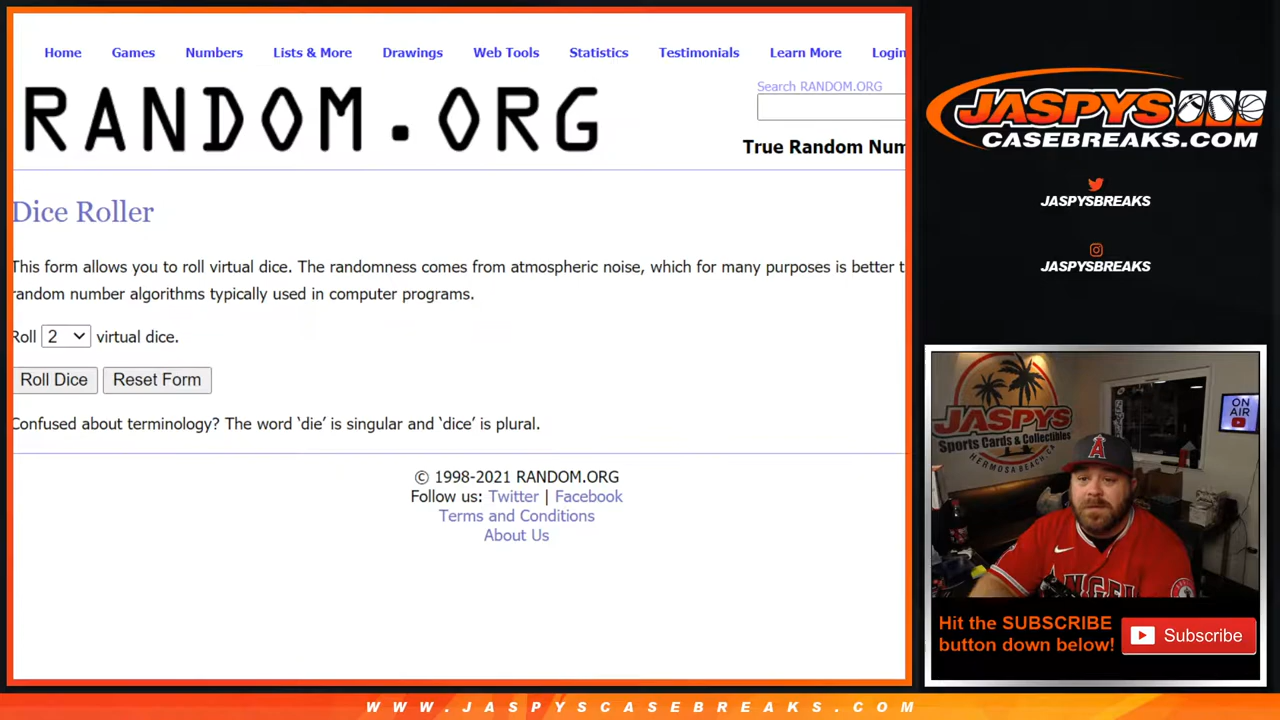 Home Games Numbers Lists & More Drawings Web Tools Statistics Testimonials Learn More Login
Search RANDOM.ORG
RANDOM.ORG
True Random Num
Dice Roller
This form allows you to roll virtual dice. The randomness comes from atmospheric noise, which for many purposes is better t
random number algorithms typically used in computer programs.
Roll 2 virtual dice.
Roll Dice Reset Form
Confused about terminology? The word ‘die’ is singular and ‘dice’ is plural.
© 1998-2021 RANDOM.ORG
Follow us: Twitter | Facebook
Terms and Conditions
About Us
JASPYS
CASEBREAKS.COM
JASPYSBREAKS
JASPYSBREAKS
JASPYS
Sports Cards & Collectibles
HERMOSA BEACH, CA
ON
AIR
A
ANGEL
Hit the SUBSCRIBE
button down below!
Subscribe
WWW.JASPYSCASEBREAKS.COM